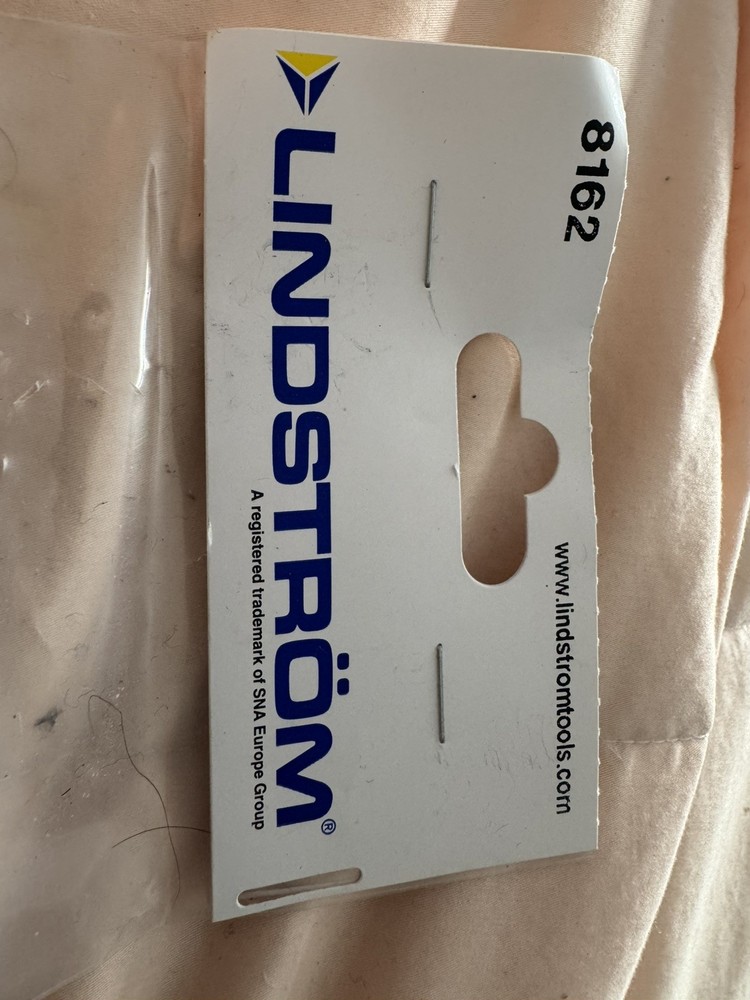 8162
www.lindstromtools.com
LINDSTRÖM®
A registered trademark of SNA Europe Group